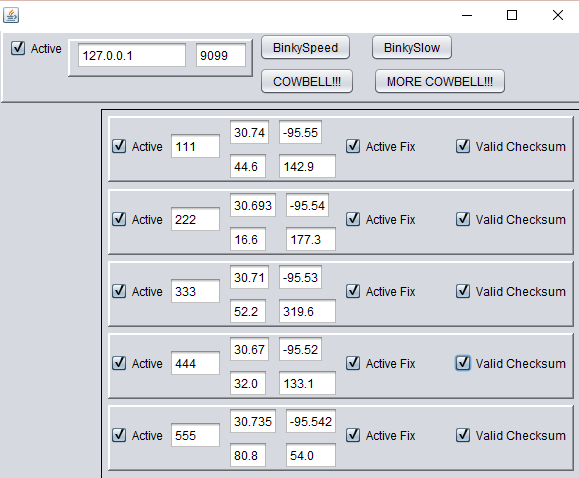 Active 127.0.0.1 9099 BinkySpeed BinkySlow
COWBELL!!! MORE COWBELL!!!
30.74 -95.55
Active 111 Active Fix Valid Checksum
44.6 142.9
30.693 -95.54
Active 222 Active Fix Valid Checksum
16.6 177.3
30.71 -95.53
Active 333 Active Fix Valid Checksum
52.2 319.6
30.67 -95.52
Active 444 Active Fix Valid Checksum
32.0 133.1
30.735 -95.542
Active 555 Active Fix Valid Checksum
80.8 54.0